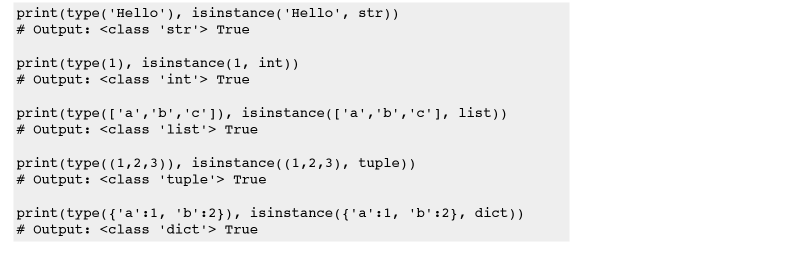 print(type('Hello'), isinstance('Hello', str))
# Output: <class 'str'> True
print(type(1), isinstance(1, int))
# Output: <class 'int'> True
print(type(['a','b','c']), isinstance(['a','b','c'], list))
# Output: <class 'list'> True
print(type((1,2,3)), isinstance((1,2,3), tuple))
# Output: <class 'tuple'> True
print(type({'a':1, 'b':2}), isinstance({'a':1, 'b':2}, dict))
# Output: <class 'dict'> True